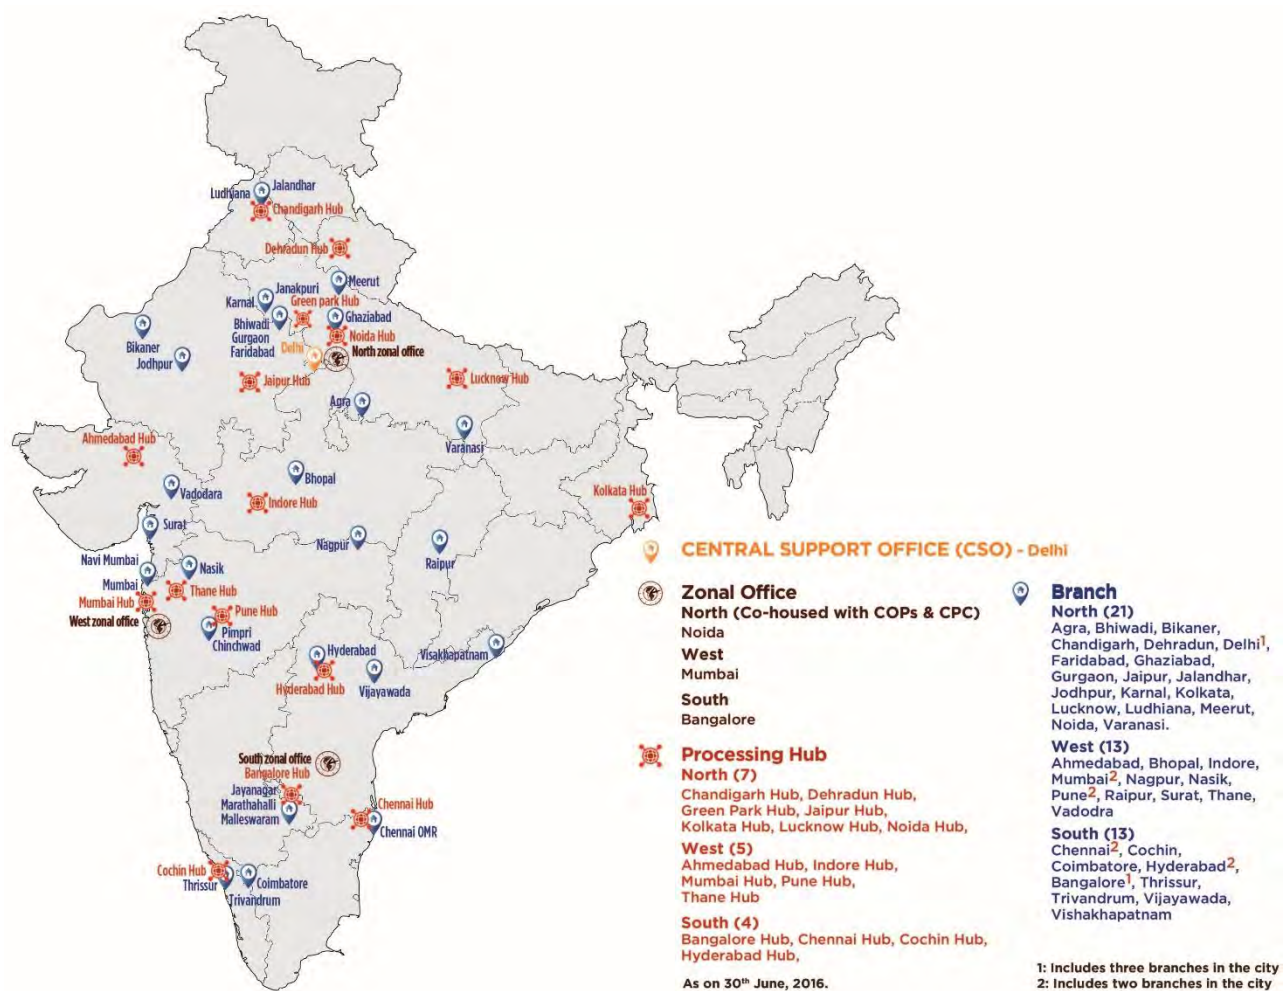 Jalandhar
Ludhiana
Chandigarh Hub
Dehradun Hub
Meerut
Janakpuri
Karnal
Green park Hub
Ghaziabad
Bhiwadi
Gurgaon
Faridabad
Noida Hub
Delhi
North zonal office
Bikaner
Jodhpur
Jaipur Hub
Lucknow Hub
Agra
Varanasi
Ahmedabad Hub
Bhopal
Vadodara
Indore Hub
Kolkata Hub
Surat
Nagpur
Raipur
Navi Mumbai
Nasik
Mumbai
Thane Hub
Mumbai Hub
Pune Hub
West zonal office
Pimpri
Chinchwad
Hyderabad
Visakhapatnam
Hyderabad Hub
Vijayawada
South zonal office
Bangalore Hub
Jayanagar
Marathahalli
Malleswaram
Chennai Hub
Chennai OMR
Cochin Hub
Thrissur
Coimbatore
Trivandrum
CENTRAL SUPPORT OFFICE (CSO) - Delhi
Zonal Office
North (Co-housed with COPs & CPC)
Noida
West
Mumbai
South
Bangalore
Processing Hub
North (7)
Chandigarh Hub, Dehradun Hub,
Green Park Hub, Jaipur Hub,
Kolkata Hub, Lucknow Hub, Noida Hub,
West (5)
Ahmedabad Hub, Indore Hub,
Mumbai Hub, Pune Hub,
Thane Hub
South (4)
Bangalore Hub, Chennai Hub, Cochin Hub,
Hyderabad Hub,
As on 30th June, 2016.
Branch
North (21)
Agra, Bhiwadi, Bikaner,
Chandigarh, Dehradun, Delhi1,
Faridabad, Ghaziabad,
Gurgaon, Jaipur, Jalandhar,
Jodhpur, Karnal, Kolkata,
Lucknow, Ludhiana, Meerut,
Noida, Varanasi.
West (13)
Ahmedabad, Bhopal, Indore,
Mumbai2, Nagpur, Nasik,
Pune2, Raipur, Surat, Thane,
Vadodra
South (13)
Chennai2, Cochin,
Coimbatore, Hyderabad2,
Bangalore1, Thrissur,
Trivandrum, Vijayawada,
Vishakhapatnam
1: Includes three branches in the city
2: Includes two branches in the city